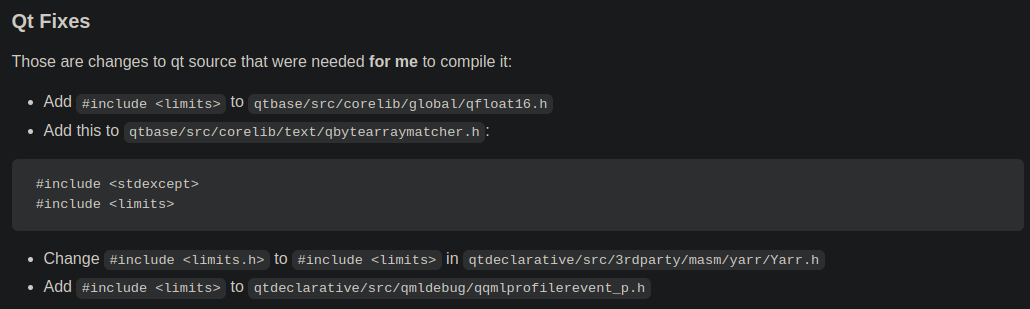 Qt Fixes
Those are changes to qt source that were needed for me to compile it:
• Add #include <limits> to qtbase/src/corelib/global/qfloat16.h
• Add this to qtbase/src/corelib/text/qbytearraymatcher.h:
#include <stdexcept>
#include <limits>
• Change #include <limits.h> to #include <limits> in qtdeclarative/src/3rdparty/masm/yarr/Yarr.h
• Add #include <limits> to qtdeclarative/src/qmldebug/qqmlprofilerevent_p.h